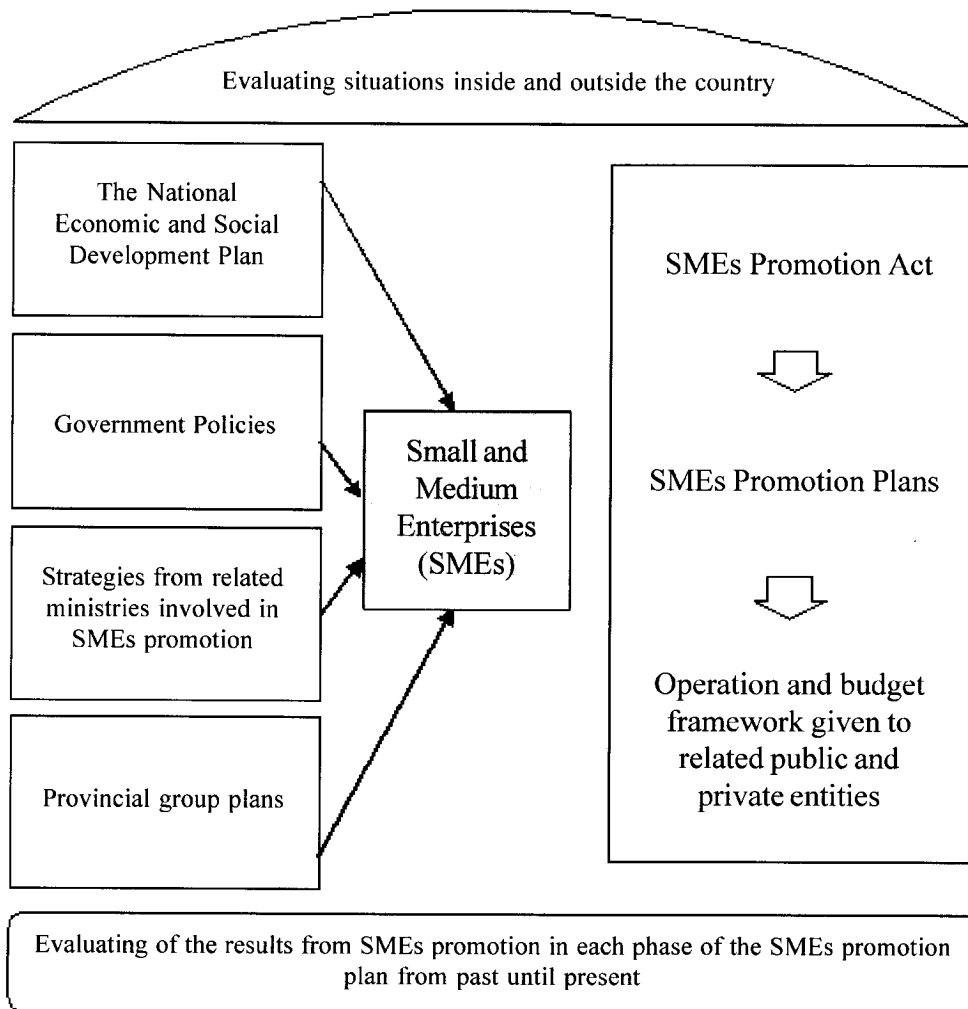 Evaluating situations inside and outside the country
The National
Economic and Social
Development Plan
Government Policies
Strategies from related
ministries involved in
SMEs promotion
Provincial group plans
Small and
Medium
Enterprises
(SMEs)
SMEs Promotion Act
SMEs Promotion Plans
Operation and budget
framework given to
related public and
private entities
Evaluating of the results from SMEs promotion in each phase of the SMEs promotion
plan from past until present